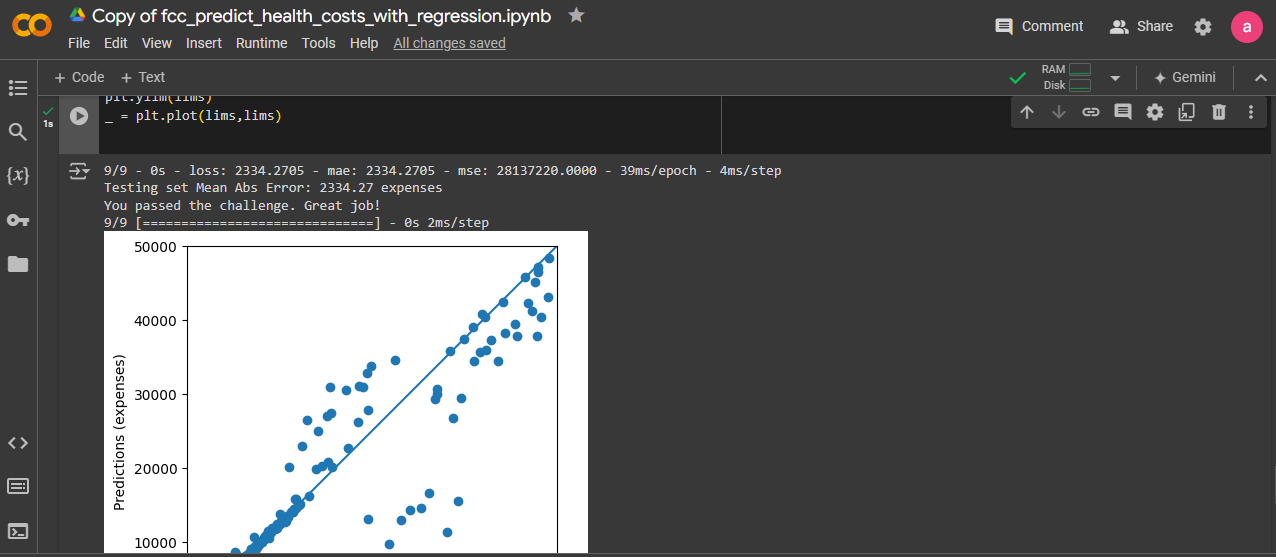 CO Copy of fcc_predict_health_costs_with_regression.ipynb
Comment Share a
File Edit View Insert Runtime Tools Help All changes saved
+ Code + Text
RAM
Disk
Gemini
plt.ylim(lims)
_ = plt.plot(lims,lims)
1s
{x}
9/9 - 0s - loss: 2334.2705 - mae: 2334.2705 - mse: 28137220.0000 - 39ms/epoch - 4ms/step
Testing set Mean Abs Error: 2334.27 expenses
You passed the challenge. Great job!
9/9 [==============================] - 0s 2ms/step
50000
40000
30000
20000
10000
Predictions (expenses)